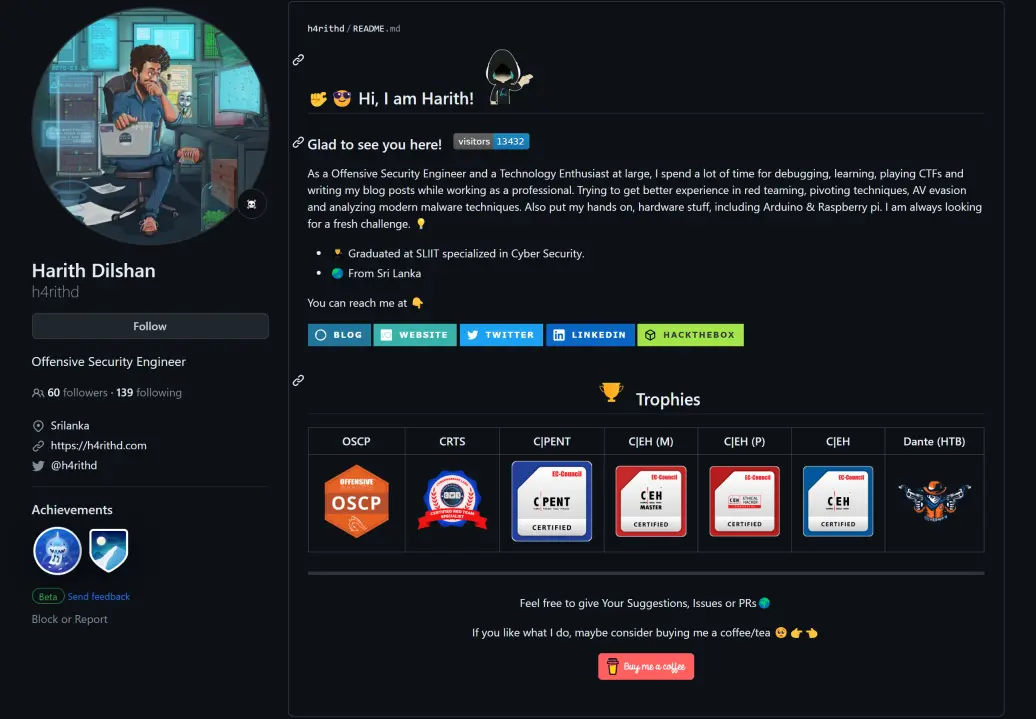 h4rithd/README.md
Hi, I am Harith!
Glad to see you here! visitors 13432
As a Offensive Security Engineer and a Technology Enthusiast at large, I spend a lot of time for debugging, learning, playing CTFs and
writing my blog posts while working as a professional. Trying to get better experience in red teaming, pivoting techniques, AV evasion
and analyzing modern malware techniques. Also put my hands on, hardware stuff, including Arduino & Raspberry pi. I am always looking
for a fresh challenge.
Graduated at SLIIT specialized in Cyber Security.
From Sri Lanka
You can reach me at
BLOG WEBSITE TWITTER LINKEDIN HACKTHEBOX
Harith Dilshan
h4rithd
Follow
Offensive Security Engineer
60 followers · 139 following
Srilanka
https://h4rithd.com
@h4rithd
Achievements
Beta Send feedback
Block or Report
Trophies
OSCP CRTS C|PENT C|EH (M) C|EH (P) C|EH Dante (HTB)
OFFENSIVE
OSCP
CERTIFIED RED TEAM
SPECIALIST
EC-Council
C PENT
CERTIFIED
EC-Council
C EH
MASTER
CERTIFIED
EC-Council
C EH ETHICAL HACKER
CERTIFIED
EC-Council
C EH
CERTIFIED
Feel free to give Your Suggestions, Issues or PRs
If you like what I do, maybe consider buying me a coffee/tea
Buy me a coffee